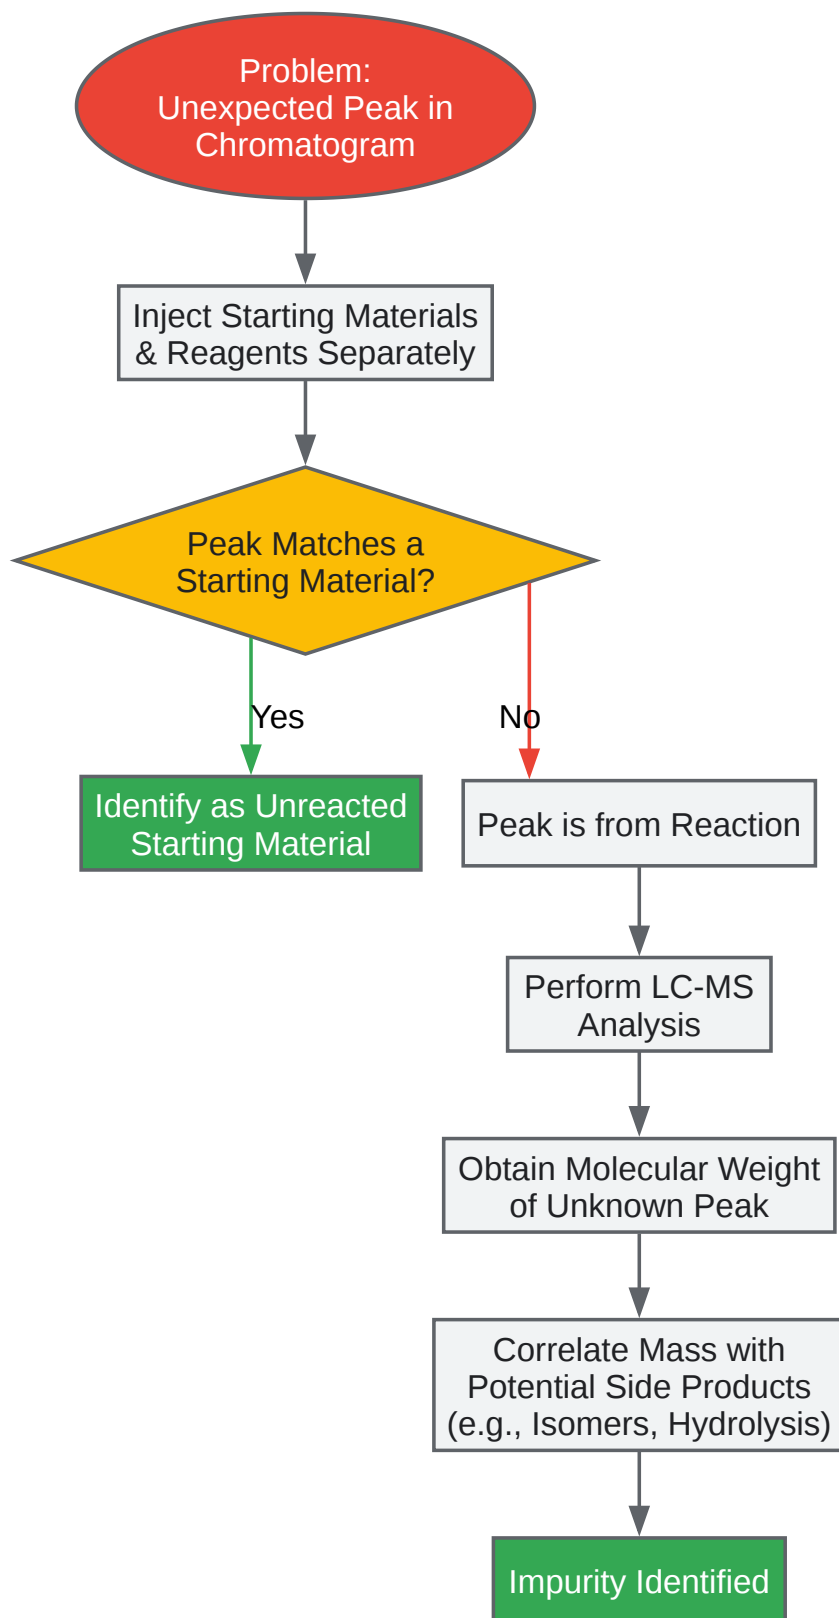 Problem:
Unexpected Peak in
Chromatogram
Inject Starting Materials
& Reagents Separately
Peak Matches a
Starting Material?
Yes
No
Identify as Unreacted
Starting Material
Peak is from Reaction
Perform LC-MS
Analysis
Obtain Molecular Weight
of Unknown Peak
Correlate Mass with
Potential Side Products
(e.g., Isomers, Hydrolysis)
Impurity Identified